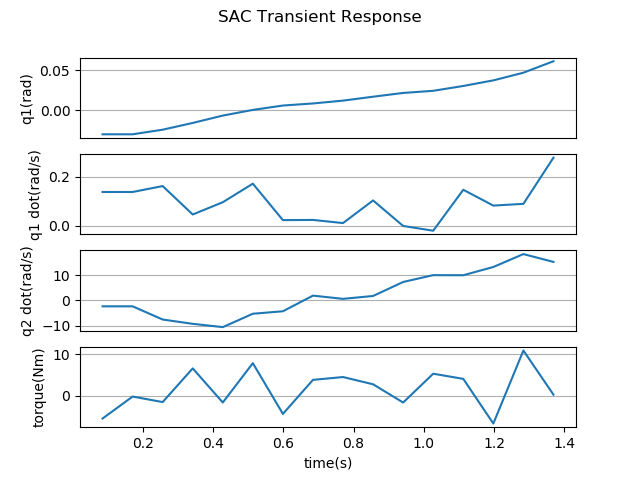 SAC Transient Response
0.05
0.00
q1(rad)
0.2
0.0
q1 dot(rad/s)
10
0
−10
q2 dot(rad/s)
10
0
torque(Nm)
0.2 0.4 0.6 0.8 1.0 1.2 1.4
time(s)